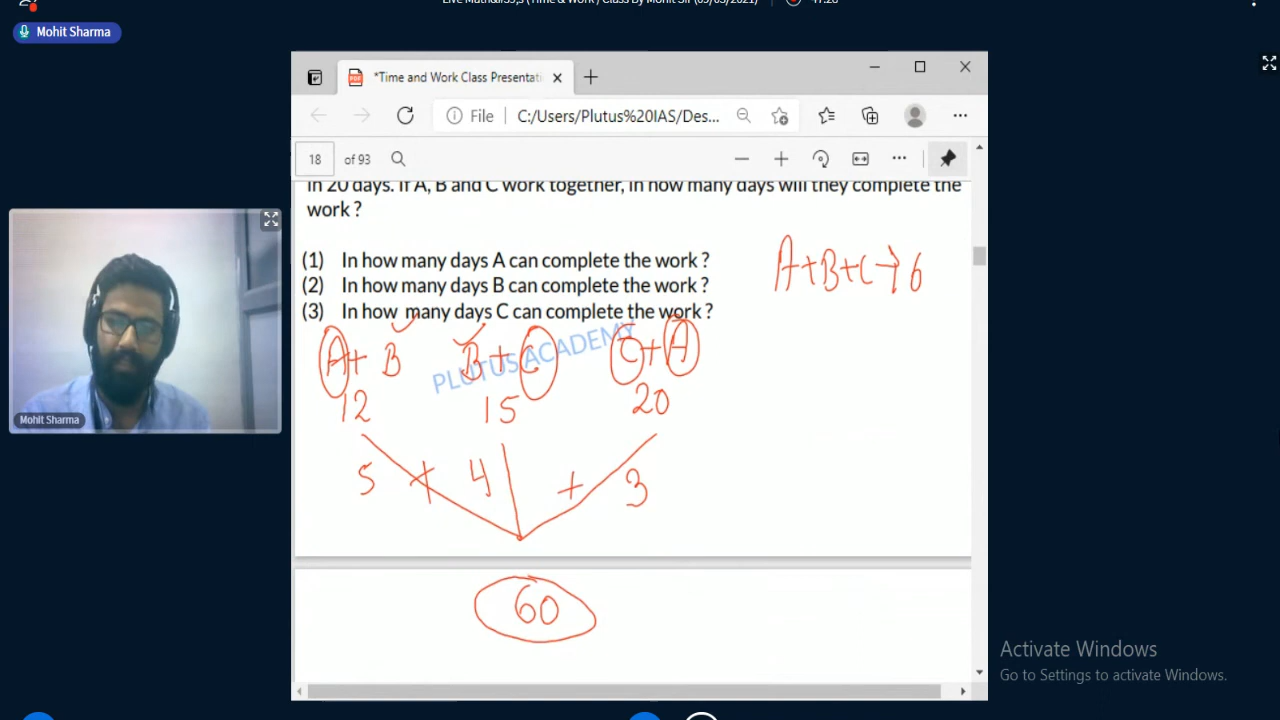 Mohit Sharma
*Time and Work Class Presentati
File C:/Users/Plutus%20IAS/Des...
18 of 93
in 20 days. If A, B and C work together, in how many days will they complete the
work ?
(1) In how many days A can complete the work ?
(2) In how many days B can complete the work ?
(3) In how many days C can complete the work ?
A+B+C→6
A+ B B + C C + A
PLUTUS ACADEMY
12 15 20
5 + 4 + 3
60
Mohit Sharma
Activate Windows
Go to Settings to activate Windows.